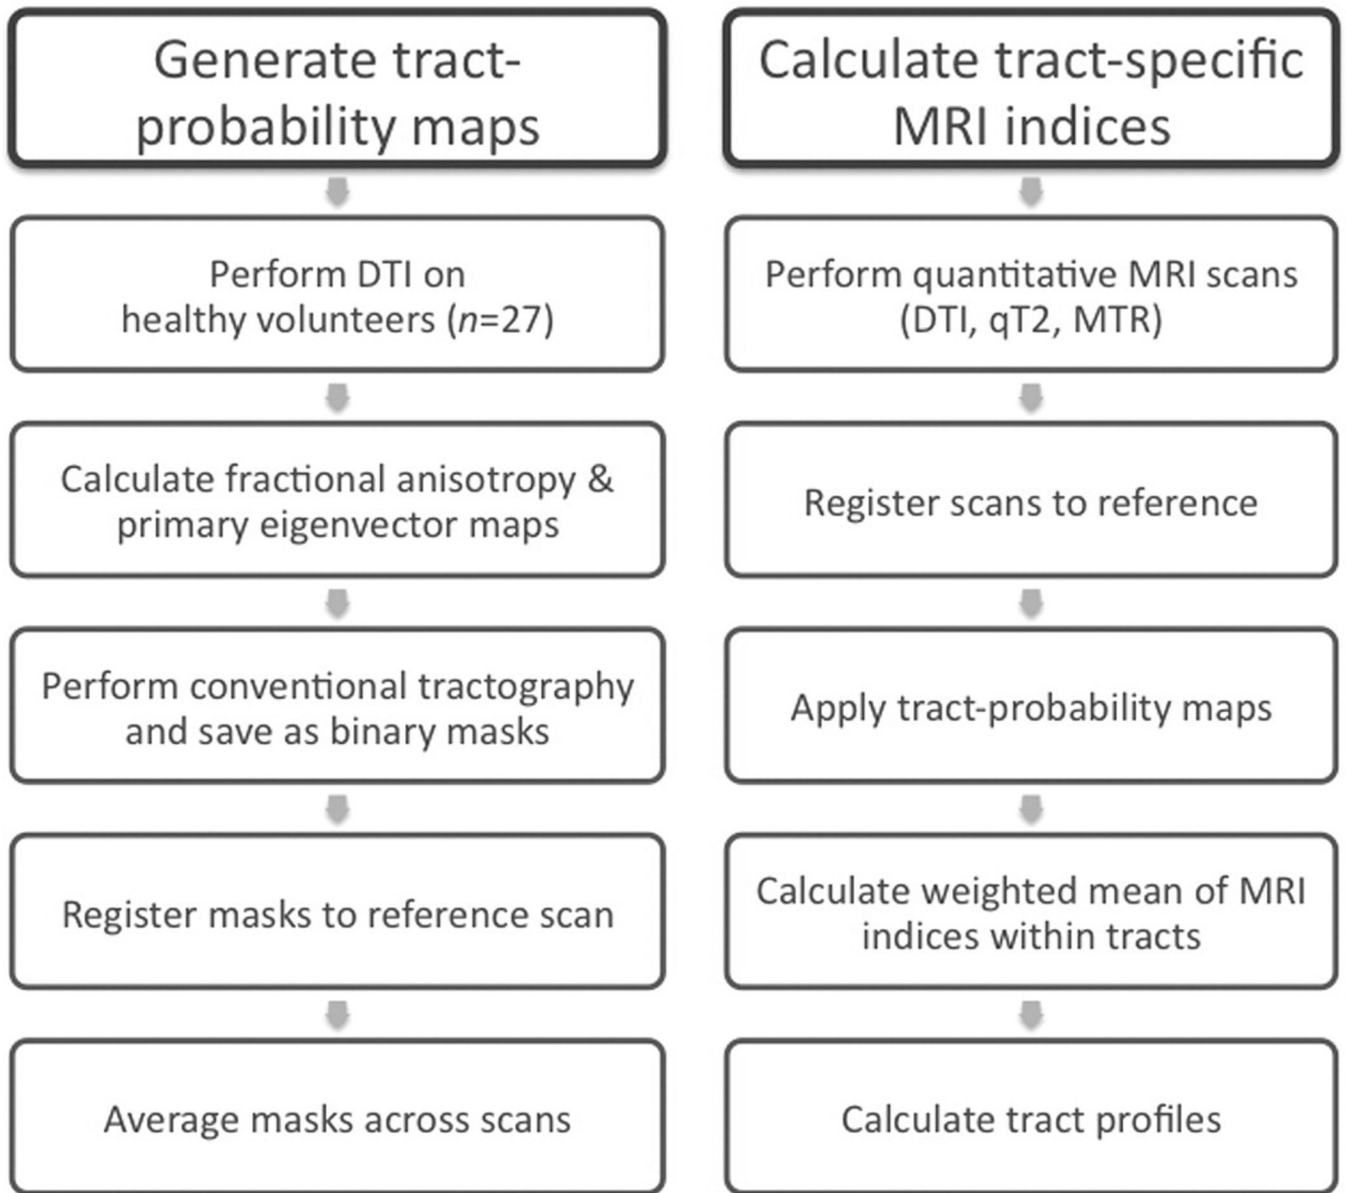 Generate tract-
probability maps
Perform DTI on
healthy volunteers (n=27)
Calculate fractional anisotropy &
primary eigenvector maps
Perform conventional tractography
and save as binary masks
Register masks to reference scan
Average masks across scans
Calculate tract-specific
MRI indices
Perform quantitative MRI scans
(DTI, qT2, MTR)
Register scans to reference
Apply tract-probability maps
Calculate weighted mean of MRI
indices within tracts
Calculate tract profiles